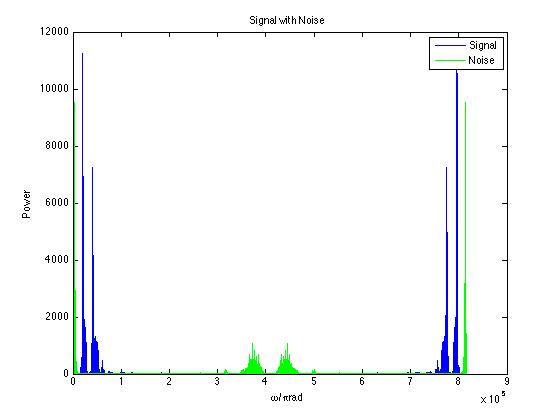 Signal with Noise
12000
10000
8000
6000
4000
2000
0
Power
Signal
Noise
0 1 2 3 4 5 6 7 8 9
x 10^5
ω/πrad